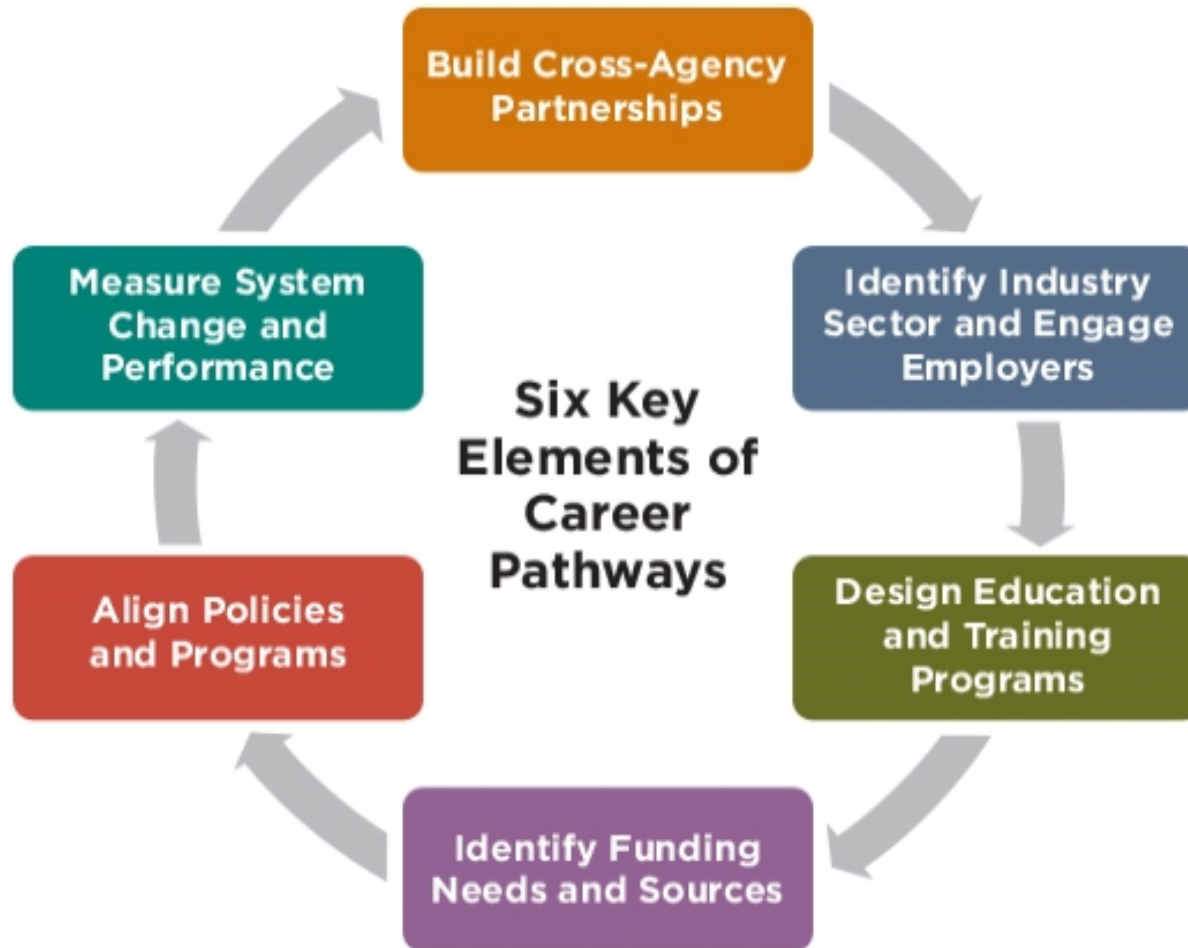 Build Cross-Agency
Partnerships
Identify Industry
Sector and Engage
Employers
Design Education
and Training
Programs
Identify Funding
Needs and Sources
Align Policies
and Programs
Measure System
Change and
Performance
Six Key
Elements of
Career
Pathways